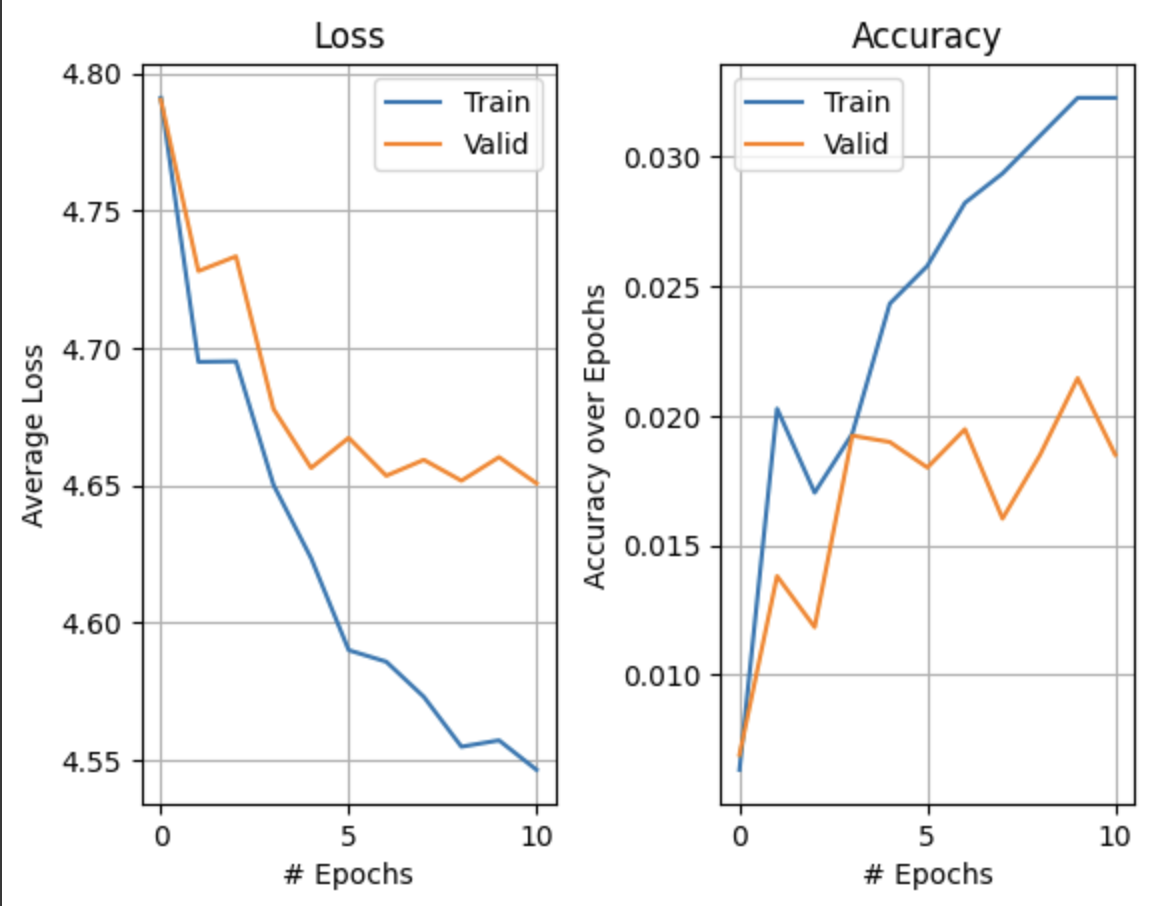 Loss
4.80
4.75
4.70
4.65
4.60
4.55
Average Loss
Train
Valid
0
5
10
# Epochs
Accuracy
0.030
0.025
0.020
0.015
0.010
Accuracy over Epochs
Train
Valid
0
5
10
# Epochs